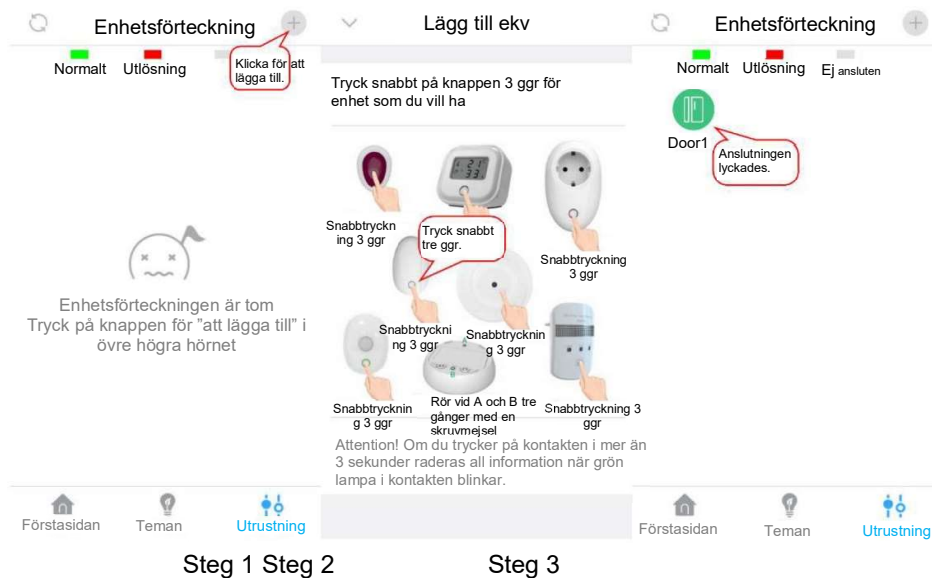 Enhetsförteckning
Normalt Utlösning
Klicka för att
lägga till.
Enhetsförteckningen är tom
Tryck på knappen för ”att lägga till” i
övre högra hörnet
Förstasidan Teman Utrustning
Lägg till ekv
Tryck snabbt på knappen 3 ggr för
enhet som du vill ha
Snabbtryckn
ing 3 ggr
Tryck snabbt
tre ggr.
Snabbtryckning
3 ggr
Snabbtryckni
ng 3 ggr
Snabbtrycknin
g 3 ggr
Snabbtrycknin
g 3 ggr
Rör vid A och B tre
gånger med en
skruvmejsel
Snabbtryckning 3
ggr
Attention! Om du trycker på kontakten i mer än
3 sekunder raderas all information när grön
lampa i kontakten blinkar.
Enhetsförteckning
Normalt Utlösning Ej ansluten
Door1
Anslutningen
lyckades.
Förstasidan Teman Utrustning
Steg 1 Steg 2 Steg 3